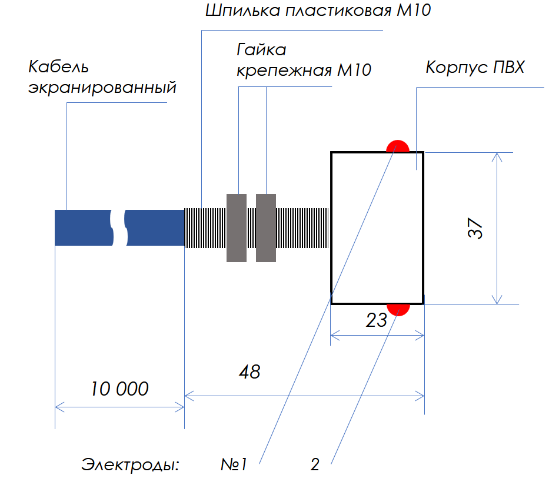 Шпилька пластиковая М10
Гайка
крепежная М10
Кабель
экранированный
Корпус ПВХ
37
23
48
10 000
Электроды: №1 2